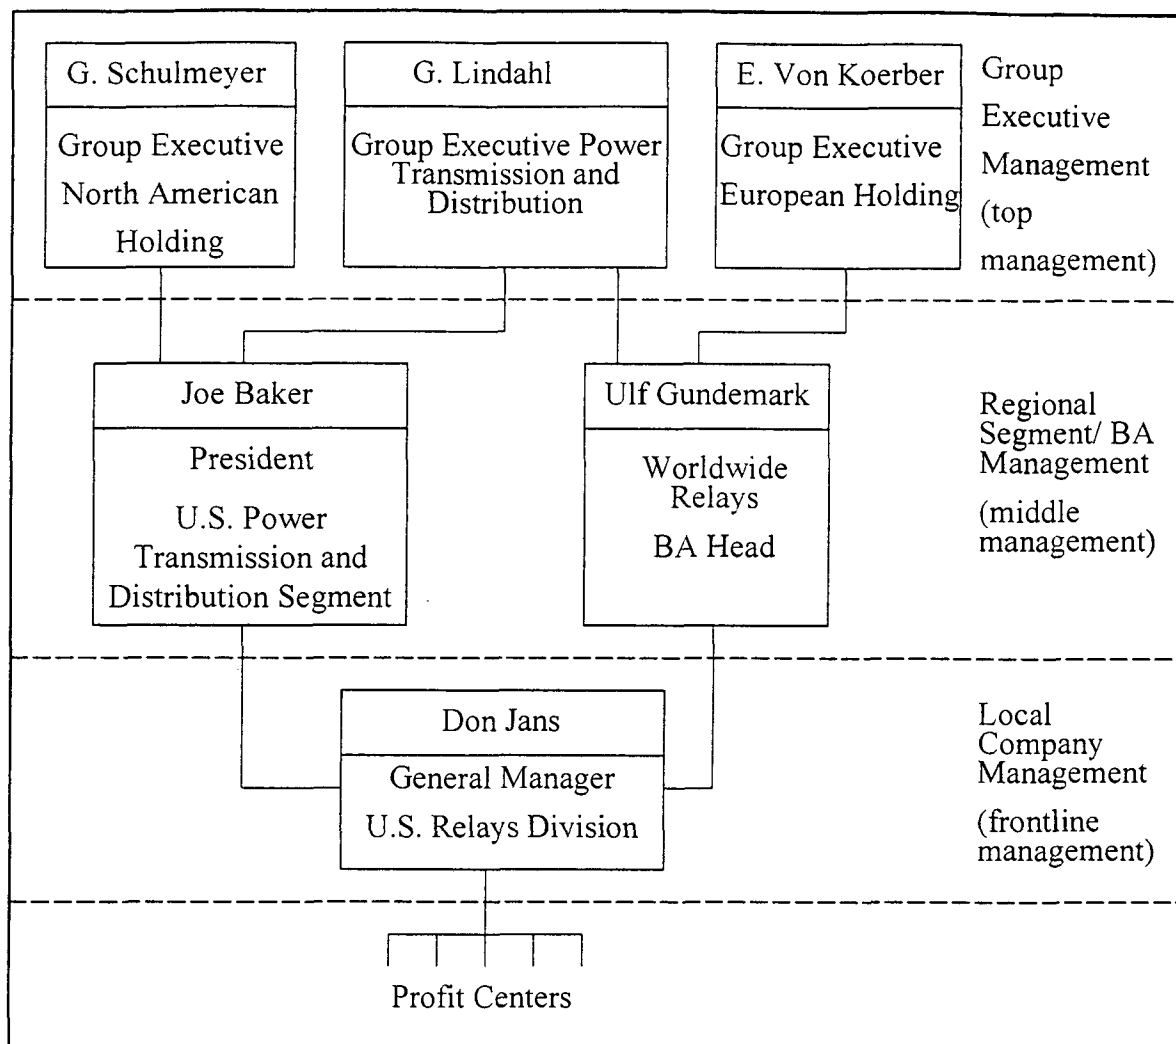 G. Schulmeyer
Group Executive
North American
Holding
G. Lindahl
Group Executive Power
Transmission and
Distribution
E. Von Koerber
Group Executive
European Holding
Group
Executive
Management
(top
management)
Joe Baker
President
U.S. Power
Transmission and
Distribution Segment
Ulf Gundemark
Worldwide
Relays
BA Head
Regional
Segment/ BA
Management
(middle
management)
Don Jans
General Manager
U.S. Relays Division
Local
Company
Management
(frontline
management)
Profit Centers